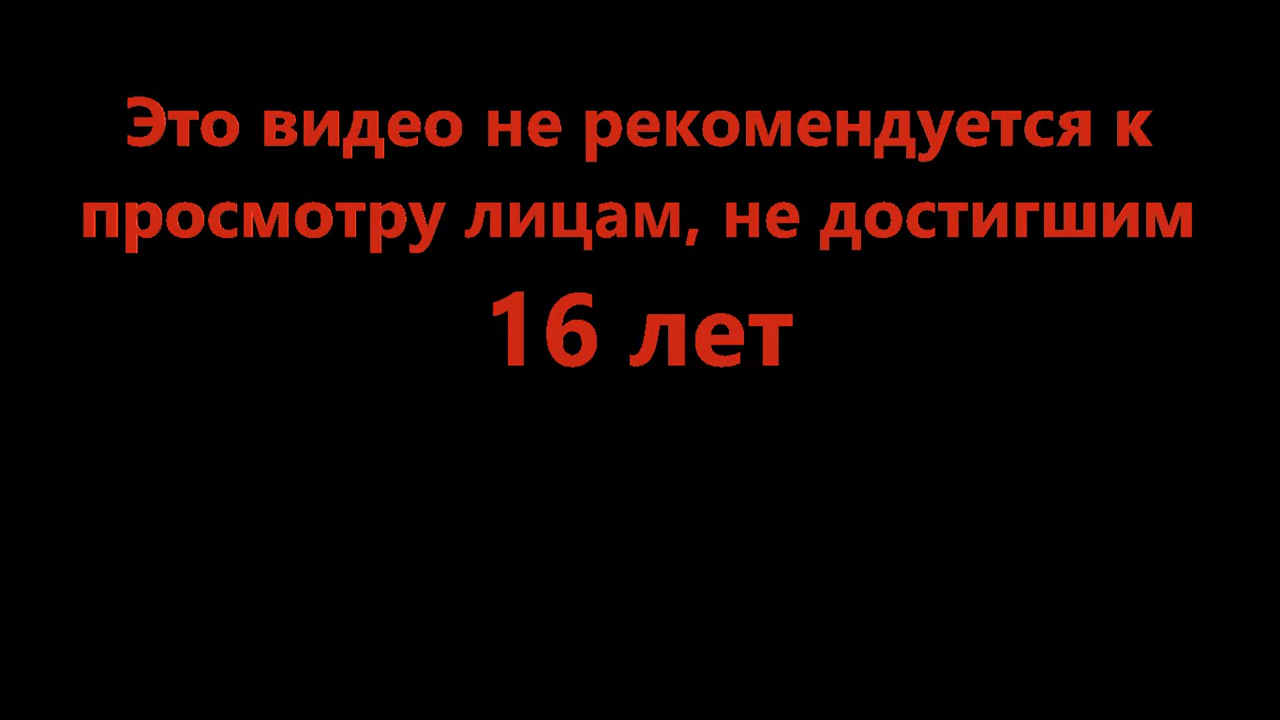 Это видео не рекомендуется к
просмотру лицам, не достигшим
16 лет